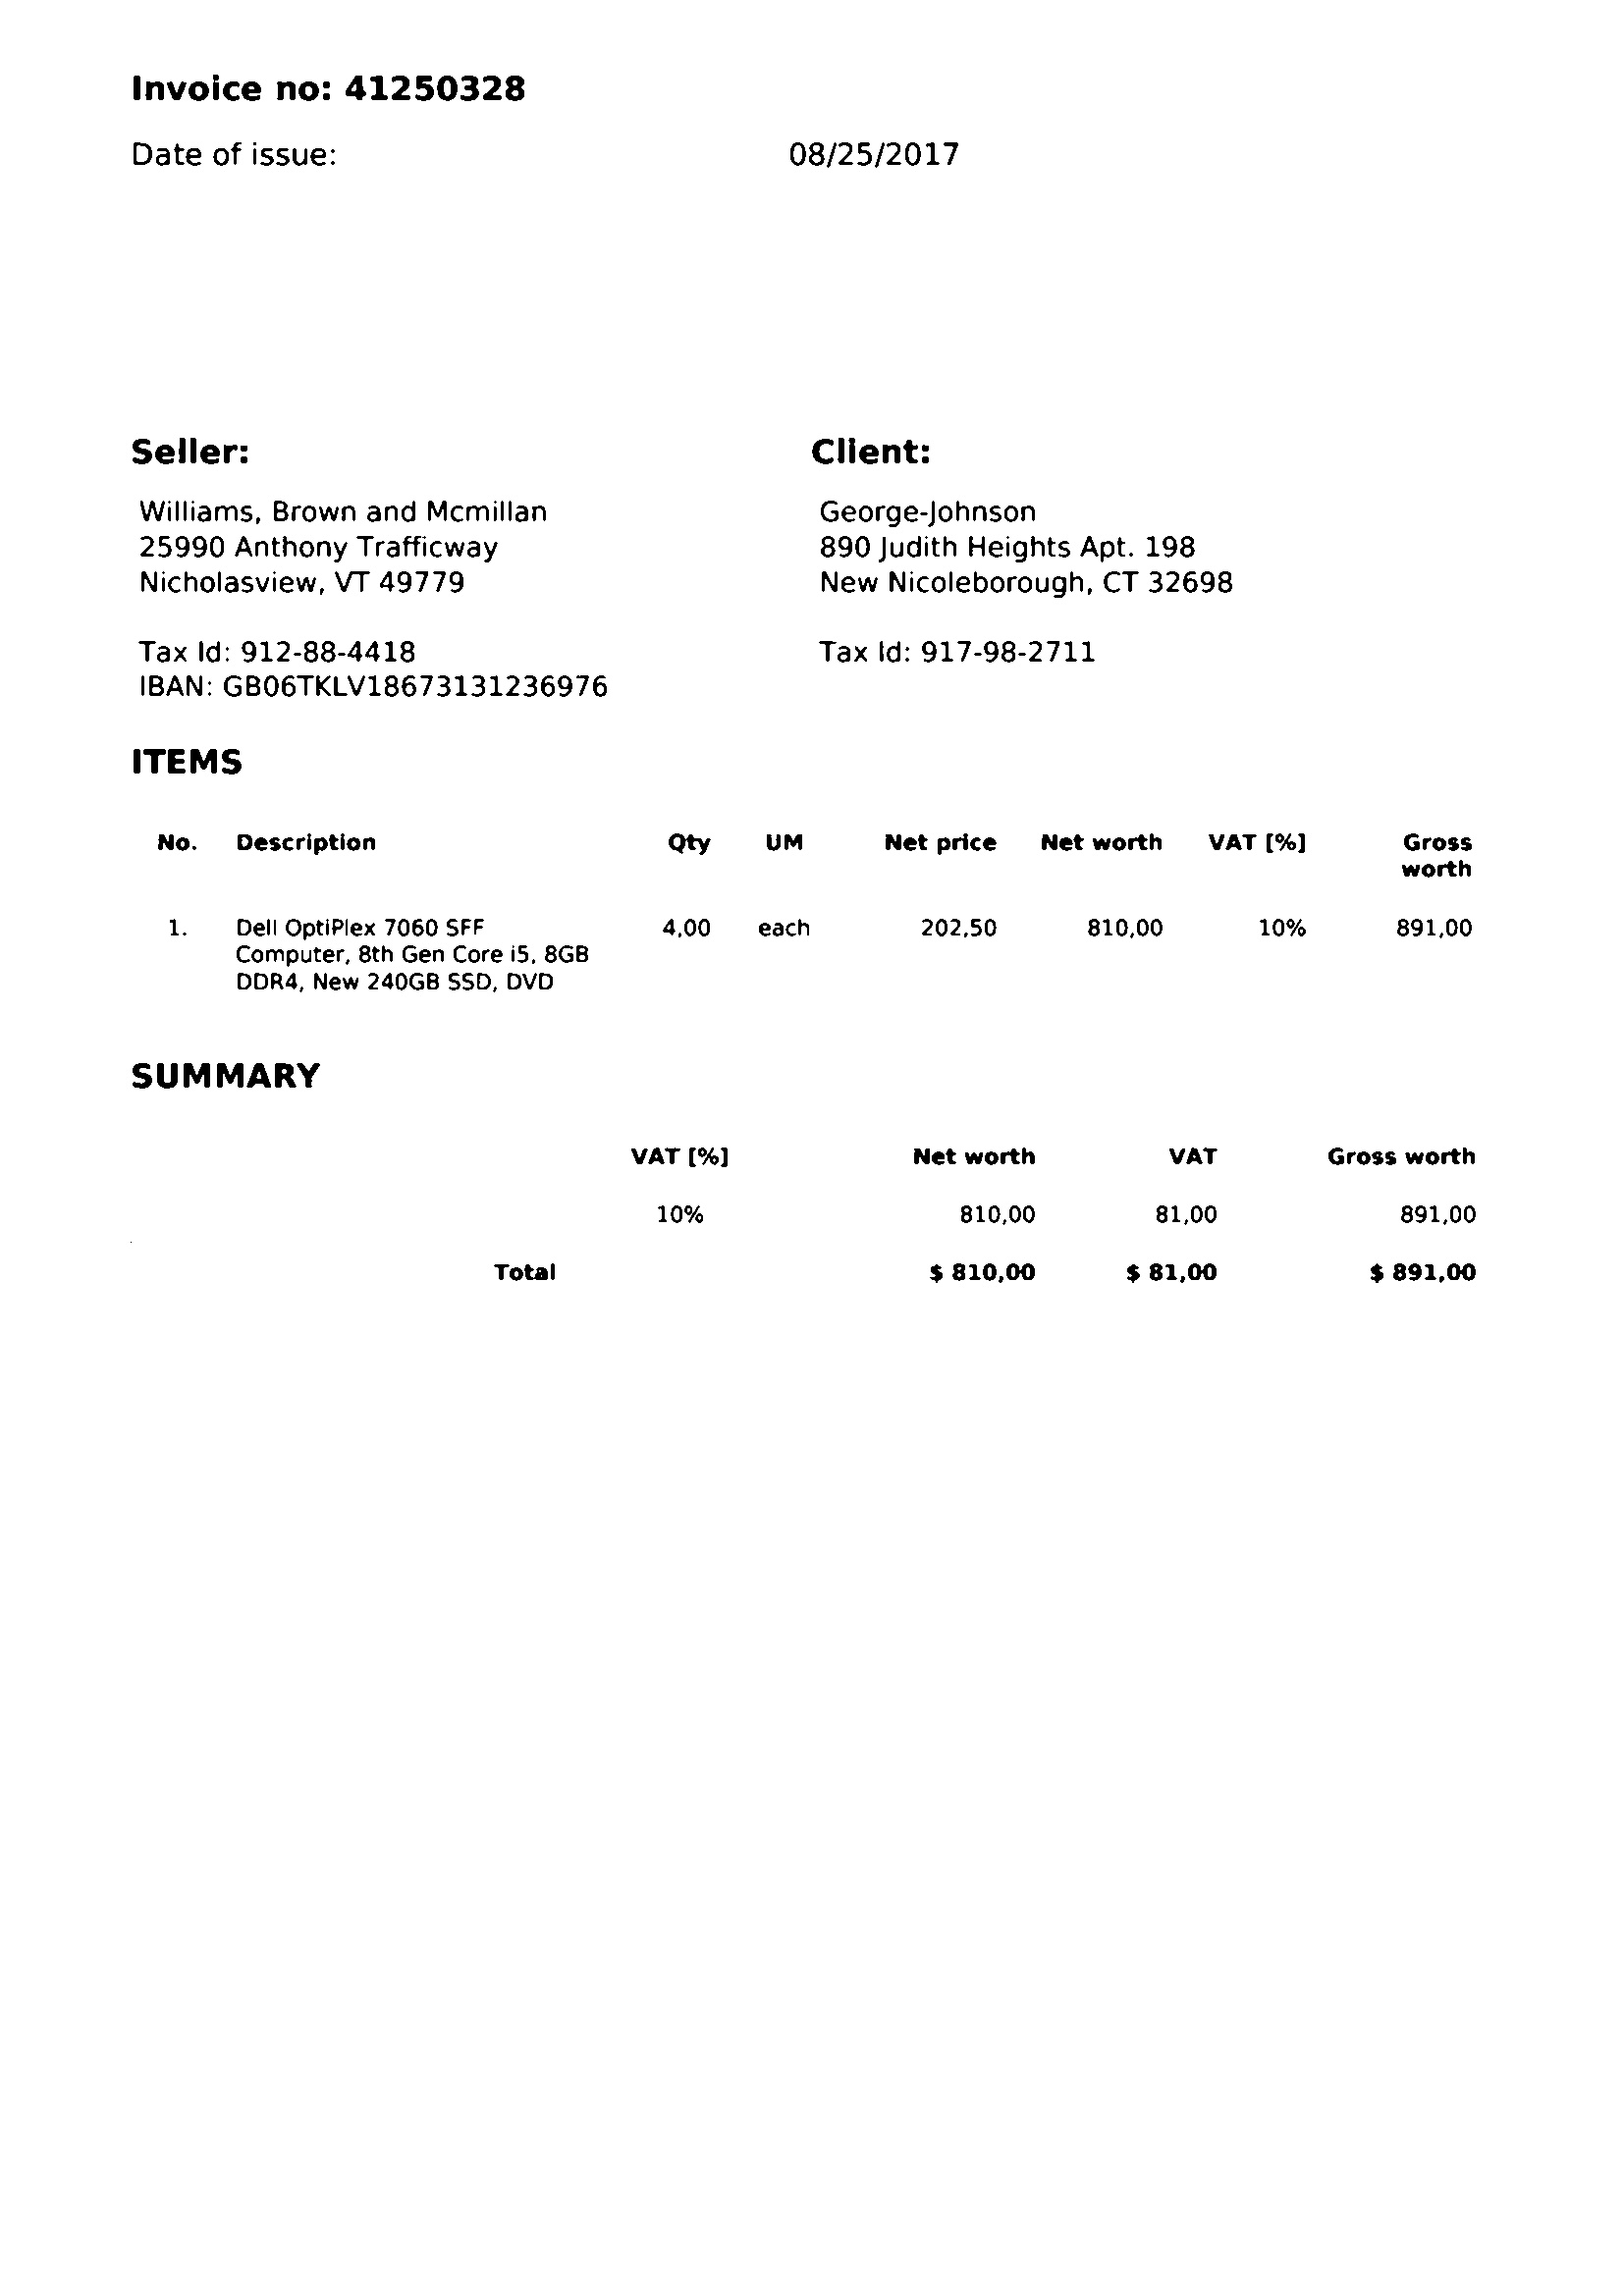 Invoice no: 41250328
Date of issue: 08/25/2017
Seller:
Williams, Brown and Mcmillan
25990 Anthony Trafficway
Nicholasview, VT 49779
Tax Id: 912-88-4418
IBAN: GB06TKLV18673131236976
Client:
George-Johnson
890 Judith Heights Apt. 198
New Nicoleborough, CT 32698
Tax Id: 917-98-2711
ITEMS
No. Description Qty UM Net price Net worth VAT [%] Gross
worth
1. Dell OptiPlex 7060 SFF 4,00 each 202,50 810,00 10% 891,00
Computer, 8th Gen Core i5, 8GB
DDR4, New 240GB SSD, DVD
SUMMARY
VAT [%] Net worth VAT Gross worth
10% 810,00 81,00 891,00
Total $ 810,00 $ 81,00 $ 891,00